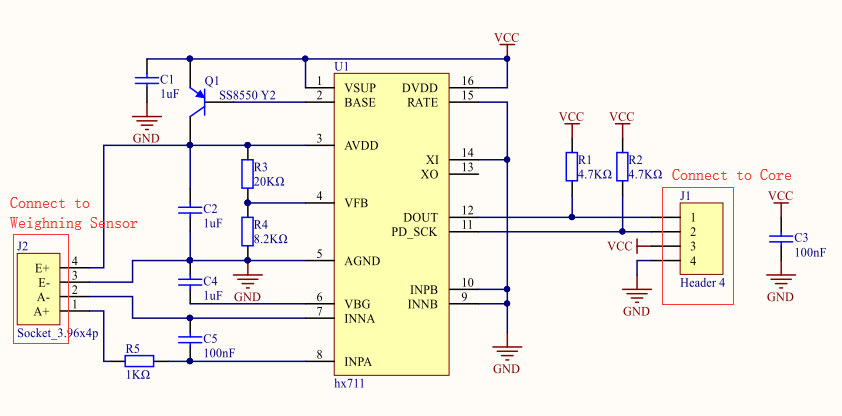 VCC
U1
C1
1uF
GND
Q1
SS8550 Y2
1 VSUP DVDD 16
2 BASE RATE 15
3 AVDD
XI 14
XO 13
4 VFB
DOUT 12
PD_SCK 11
5 AGND
INPB 10
6 VBG INNB 9
7 INNA
8 INPA
hx711
R3
20KΩ
R4
8.2KΩ
GND
C2
1uF
C4
1uF
C5
100nF
R5
1KΩ
Connect to
Weighning Sensor
J2
E+ 4
E- 3
A- 2
A+ 1
Socket_3.96x4p
GND
VCC
R1
4.7KΩ
VCC
R2
4.7KΩ
Connect to Core
J1
1
2
VCC 3
4
Header 4
GND
VCC
C3
100nF
GND